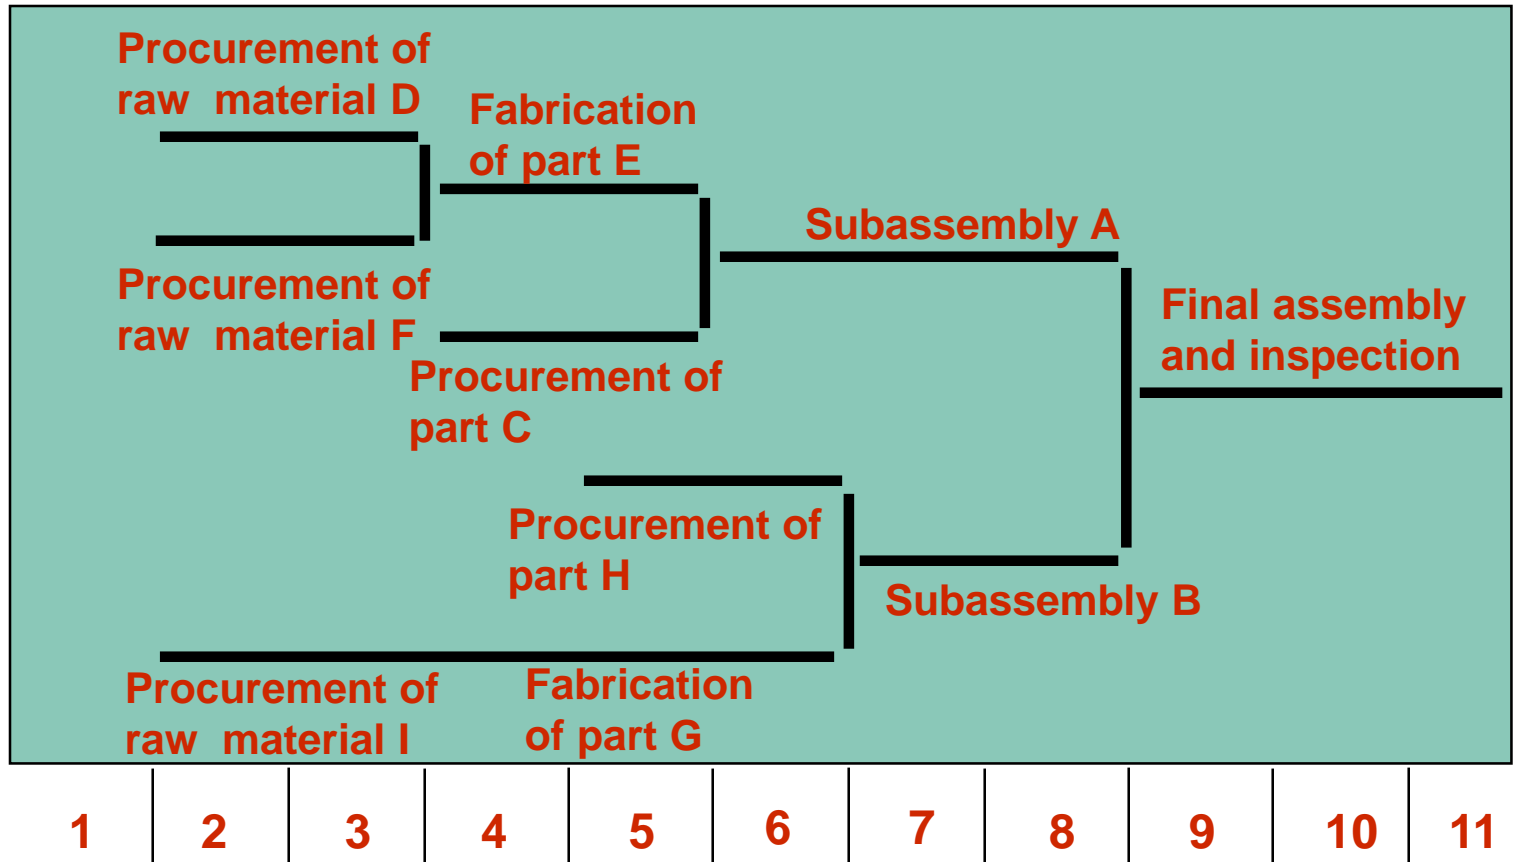 Procurement of
raw material D
Fabrication
of part E
Subassembly A
Procurement of
raw material F
Final assembly
and inspection
Procurement of
part C
Procurement of
part H
Subassembly B
Procurement of
raw material I
Fabrication
of part G
1 2 3 4 5 6 7 8 9 10 11